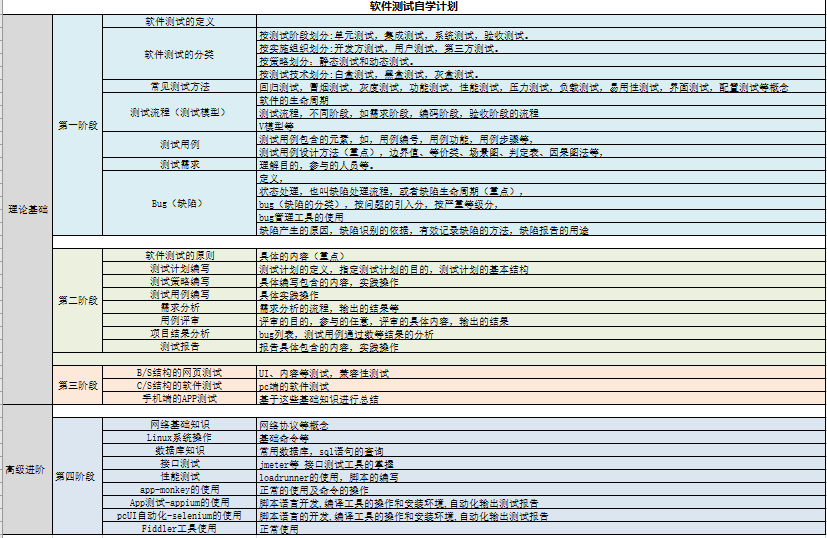 软件测试自学计划
理论基础
第一阶段
软件测试的定义
软件测试的分类
按测试阶段划分:单元测试,集成测试,系统测试,验收测试。
按实施组织划分:开发方测试,用户测试,第三方测试。
按策略划分: 静态测试和动态测试。
按测试技术划分:白盒测试,黑盒测试,灰盒测试。
常见测试方法
回归测试,冒烟测试,灰度测试,功能测试,性能测试,压力测试,负载测试,易用性测试,界面测试,配置测试等概念
测试流程(测试模型)
软件的生命周期
测试流程,不同阶段,如需求阶段,编码阶段,验收阶段的流程
V模型等
测试用例
测试用例包含的元素,如,用例编号,用例功能,用例步骤等,
测试用例设计方法(重点),边界值、等价类、场景图、判定表、因果图法等,
测试需求
理解目的,参与的人员等。
Bug(缺陷)
定义,
状态处理,也叫缺陷处理流程,或者缺陷生命周期(重点),
bug(缺陷的分类),按问题的引入分,按严重等级分,
bug管理工具的使用
缺陷产生的原因,缺陷识别的依据,有效记录缺陷的方法,缺陷报告的用途
第二阶段
软件测试的原则
具体的内容(重点)
测试计划编写
测试计划的定义,指定测试计划的目的,测试计划的基本结构
测试策略编写
具体编写包含的内容,实践操作
测试用例编写
具体实践操作
需求分析
需求分析的流程,输出的结果等
用例评审
评审的目的,参与的任意,评审的具体内容,输出的结果
项目结果分析
bug列表,测试用例通过数等结果的分析
测试报告
报告具体包含的内容,实践操作
第三阶段
B/S结构的网页测试
UI、内容等测试,兼容性测试
C/S结构的软件测试
pc端的软件测试
手机端的APP测试
基于这些基础知识进行总结
高级进阶
第四阶段
网络基础知识
网络协议等概念
Linux系统操作
基础命令等
数据库知识
常用数据库,sql语句的查询
接口测试
jmeter等 接口测试工具的掌握
性能测试
loadrunner的使用,脚本的编写
app-monkey的使用
正常的使用及命令的操作
App测试-appium的使用
脚本语言开发,编译工具的操作和安装环境,自动化输出测试报告
pcUI自动化-selenium的使用
脚本语言的开发,编译工具的操作和安装环境,自动化输出测试报告
Fiddler工具使用
正常使用